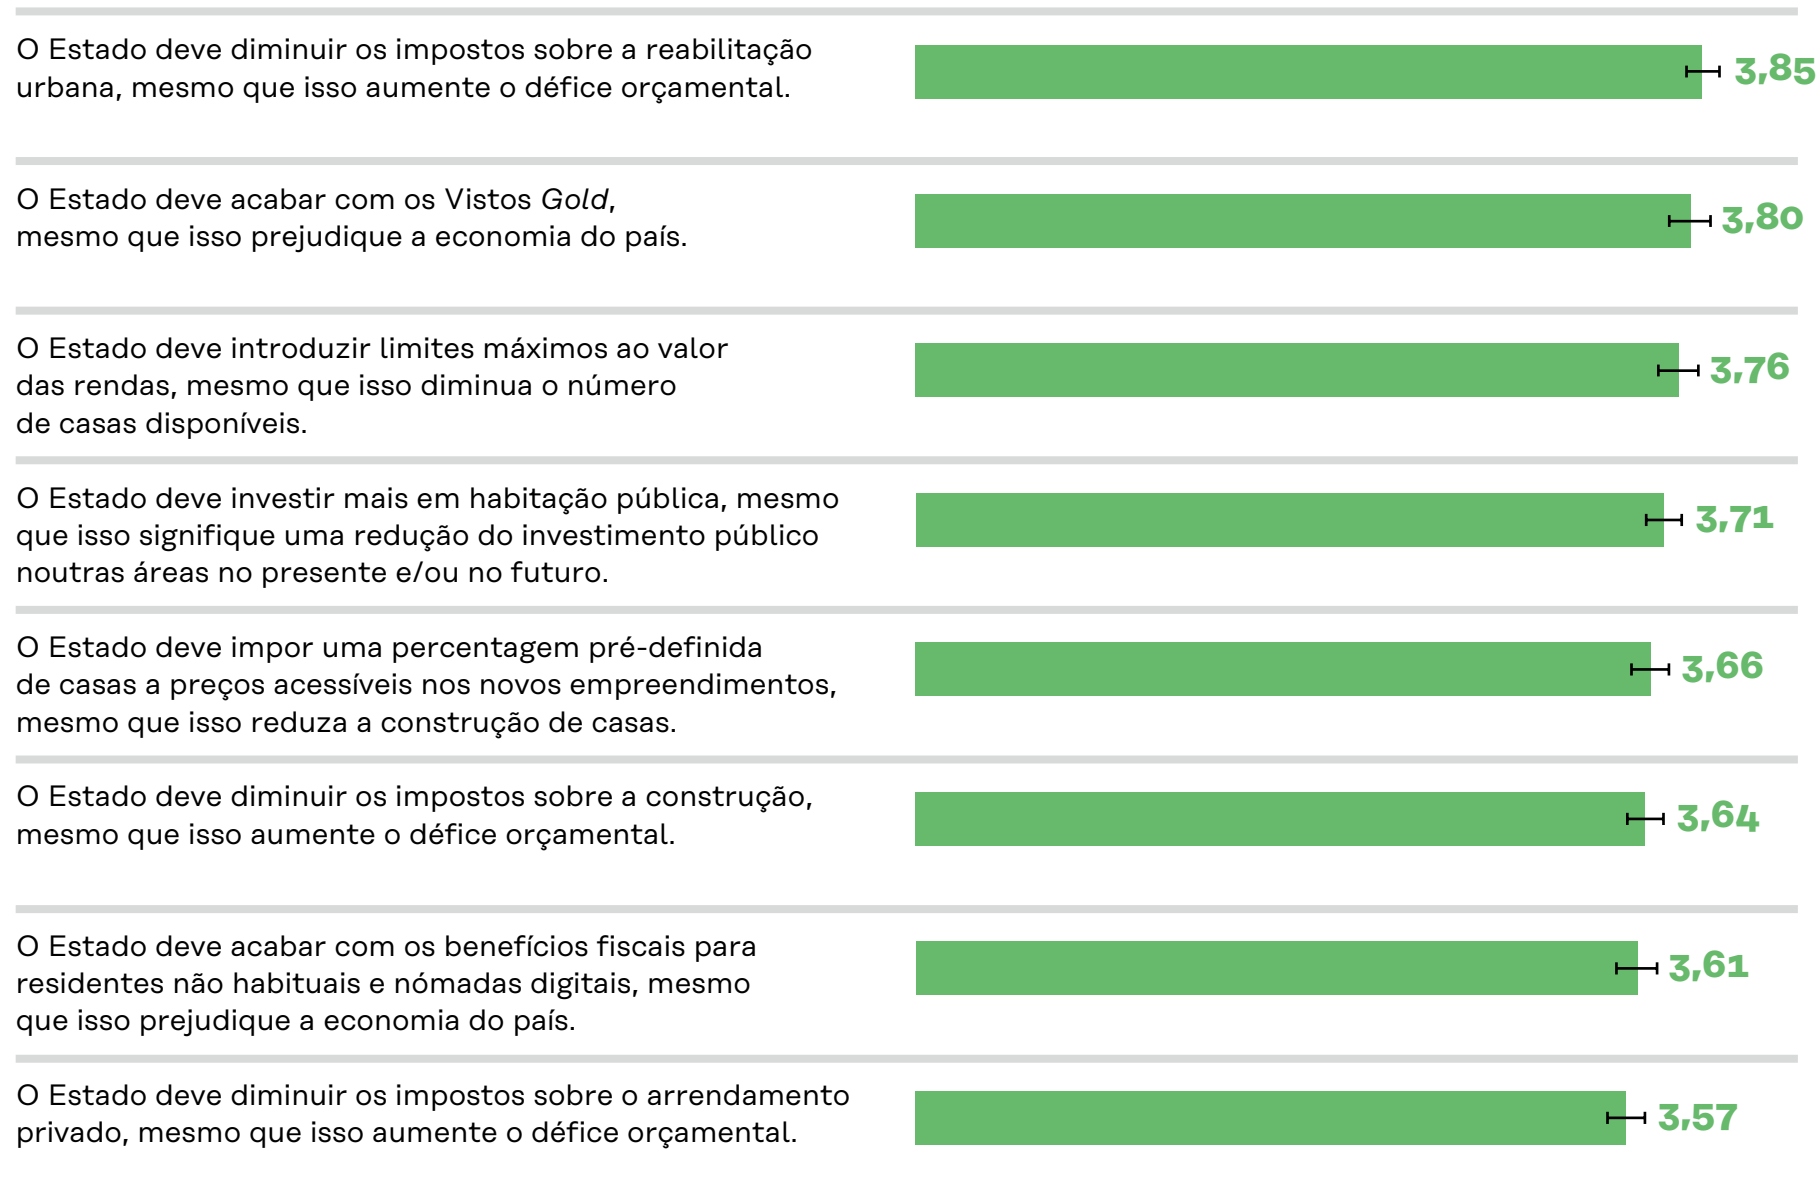 O Estado deve diminuir os impostos sobre a reabilitação
urbana, mesmo que isso aumente o défice orçamental.
3,85
O Estado deve acabar com os Vistos Gold,
mesmo que isso prejudique a economia do país.
3,80
O Estado deve introduzir limites máximos ao valor
das rendas, mesmo que isso diminua o número
de casas disponíveis.
3,76
O Estado deve investir mais em habitação pública, mesmo
que isso signifique uma redução do investimento público
noutras áreas no presente e/ou no futuro.
3,71
O Estado deve impor uma percentagem pré-definida
de casas a preços acessíveis nos novos empreendimentos,
mesmo que isso reduza a construção de casas.
3,66
O Estado deve diminuir os impostos sobre a construção,
mesmo que isso aumente o défice orçamental.
3,64
O Estado deve acabar com os benefícios fiscais para
residentes não habituais e nómadas digitais, mesmo
que isso prejudique a economia do país.
3,61
O Estado deve diminuir os impostos sobre o arrendamento
privado, mesmo que isso aumente o défice orçamental.
3,57